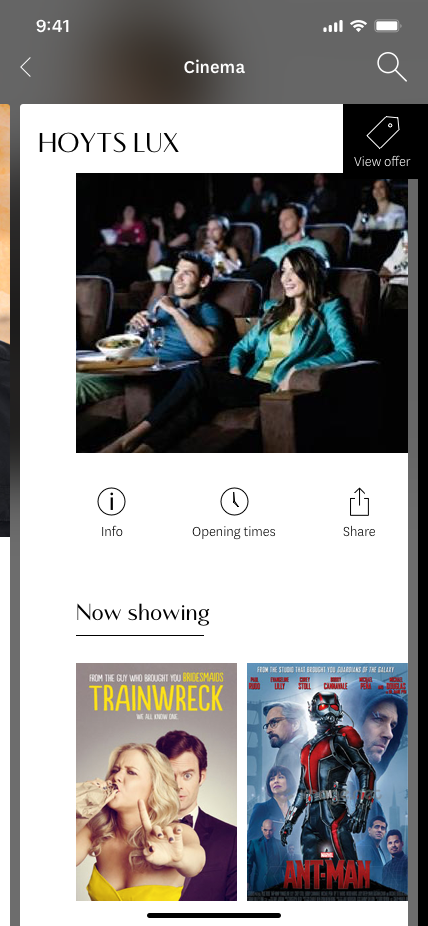 9:41
Cinema
HOYTS LUX
View offer
Info
Opening times
Share
Now showing
FROM THE GUY WHO BROUGHT YOU BRIDESMAIDS
TRAINWRECK
WE ALL KNOW ONE.
FROM THE STUDIO THAT BROUGHT YOU GUARDIANS OF THE GALAXY
PAUL RUDD
EVANGELINE LILLY
COREY STOLL
BOBBY CANNAVALE
MICHAEL PEÑA
AND MICHAEL DOUGLAS
MARVEL
ANT-MAN